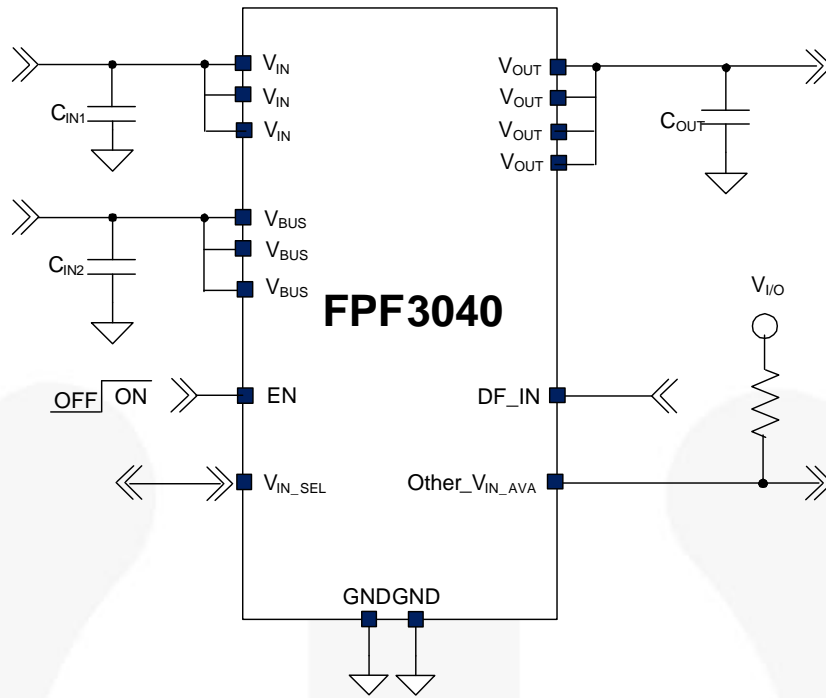 V_IN
V_IN
V_IN
C_IN1
V_BUS
V_BUS
V_BUS
C_IN2
V_OUT
V_OUT
V_OUT
V_OUT
C_OUT
FPF3040
V_I/O
OFF ON
EN
DF_IN
V_IN_SEL
Other_V_IN_AVA
GND GND